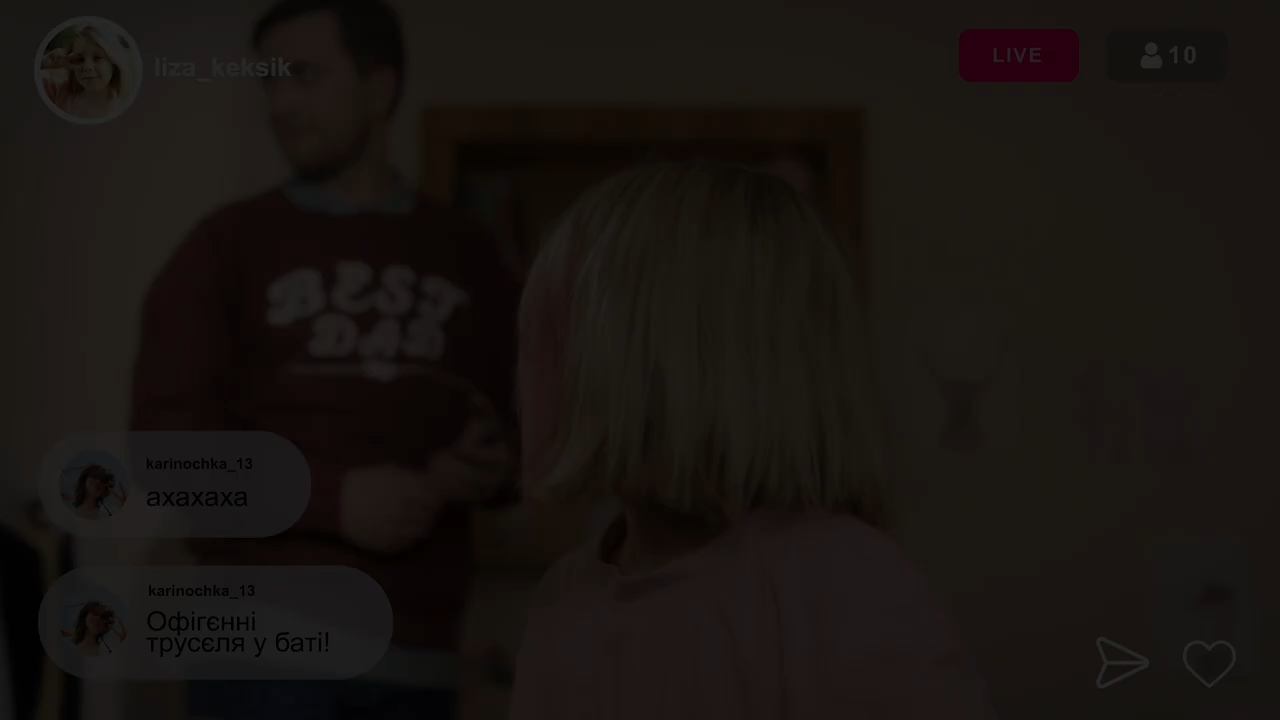 liza_keksik
LIVE
10
BEST
DAD
karinochka_13
ахахаха
karinochka_13
Офігєнні
трусєля у баті!